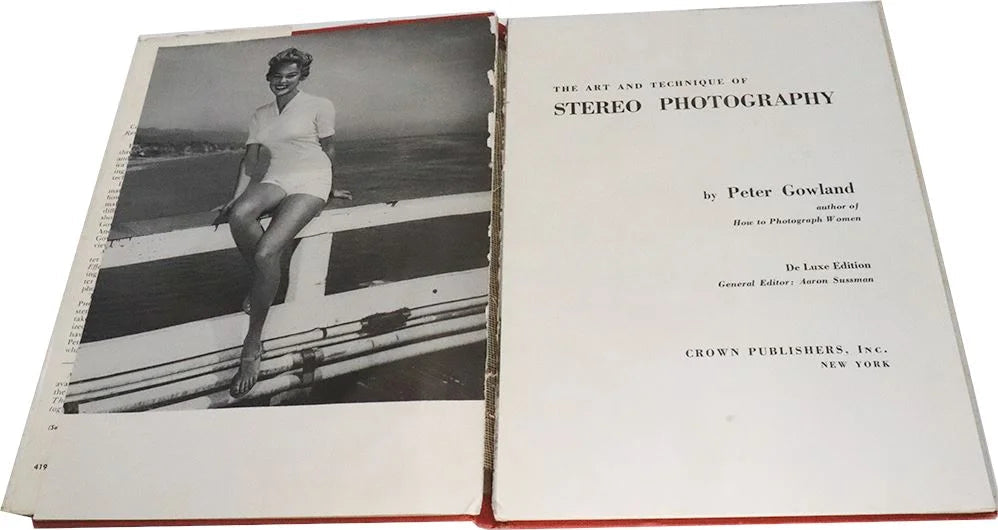 419
THE ART AND TECHNIQUE OF
STEREO PHOTOGRAPHY
by Peter Gowland
author of
How to Photograph Women
De Luxe Edition
General Editor: Aaron Sussman
CROWN PUBLISHERS, INC.
NEW YORK